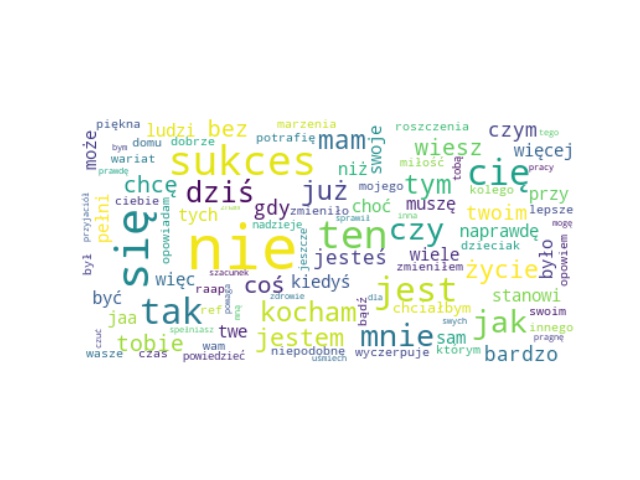 piękna
ludzi
bez
marzenia
potrafię
mam
swoje
roszczenia
czym
tego
może
bym
domu
dobrze
wariat
prawdę
sukces
niż
wiesz
miłość
tobą
cię
więcej
pracy
chcę
dziś
już
mojego
tym
kolego
przy
ciebie
przyjaciół
pełni
opowiadam
tych
gdy
zmieniło
choć
muszę
twoim
lepsze
nadzieje
sprawił
inna
mogę
się
nie
jeszcze
ten
czy
naprawdę
dzieciak
było
opowiem
był
więc
szacunek
jesteś
wiele
zmieniłem
życie
być
raap
pomaga
coś
kiedyś
zdrowie
dla
jest
stanowi
jaa
tak
ref
mną
kocham
bądź
chciałbym
swoim
czuć
tobie
spełniasz
twe
jestem
mnie
swych
sam
jak
innego
pragnę
wasze
czas
wam
powiedzieć
niepodobnę
uśmiech
wyczerpuje
którym
bardzo